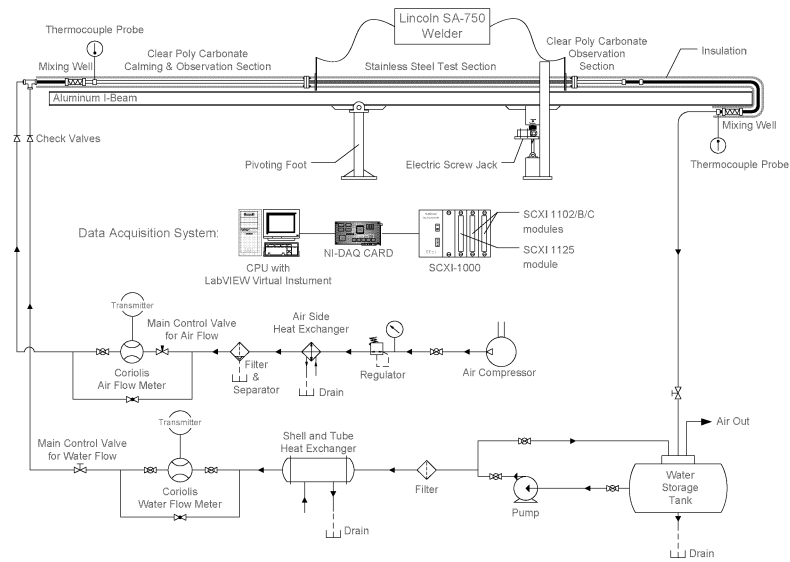 Lincoln SA-750
Welder
Thermocouple Probe
Mixing Well
Clear Poly Carbonate
Calming & Observation Section
Stainless Steel Test Section
Clear Poly Carbonate
Observation
Section
Insulation
Aluminum I-Beam
Mixing Well
Check Valves
Pivoting Foot
Electric Screw Jack
Thermocouple Probe
Data Acquisition System:
CPU with
LabVIEW Virtual Instument
NI-DAQ CARD
SCXI-1000
SCXI 1102/B/C
modules
SCXI 1125
module
Transmitter
Main Control Valve
for Air Flow
Air Side
Heat Exchanger
Coriolis
Air Flow Meter
Filter
&
Separator
Drain
Regulator
Air Compressor
Transmitter
Main Control Valve
for Water Flow
Shell and Tube
Heat Exchanger
Air Out
Coriolis
Water Flow Meter
Filter
Pump
Water
Storage
Tank
Drain
Drain